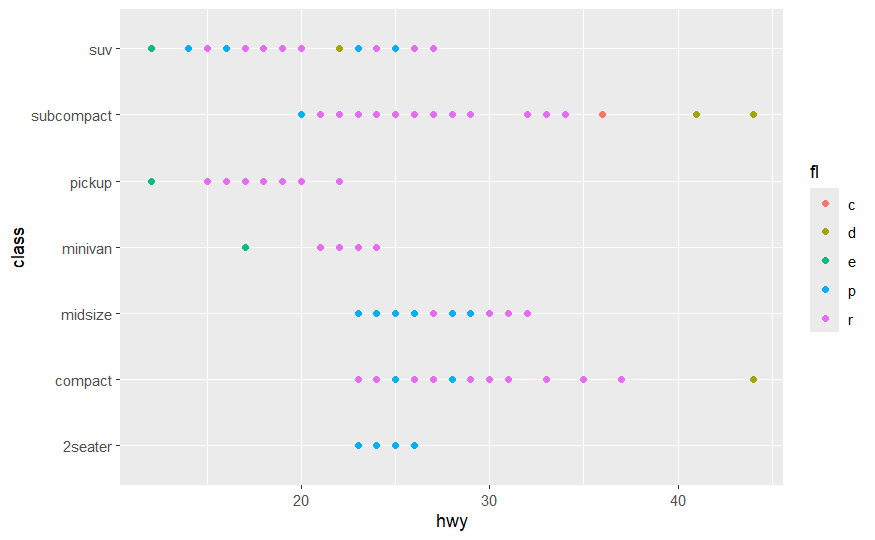 suv
subcompact
pickup
minivan
midsize
compact
2seater
class
20 30 40
hwy
fl
c
d
e
p
r